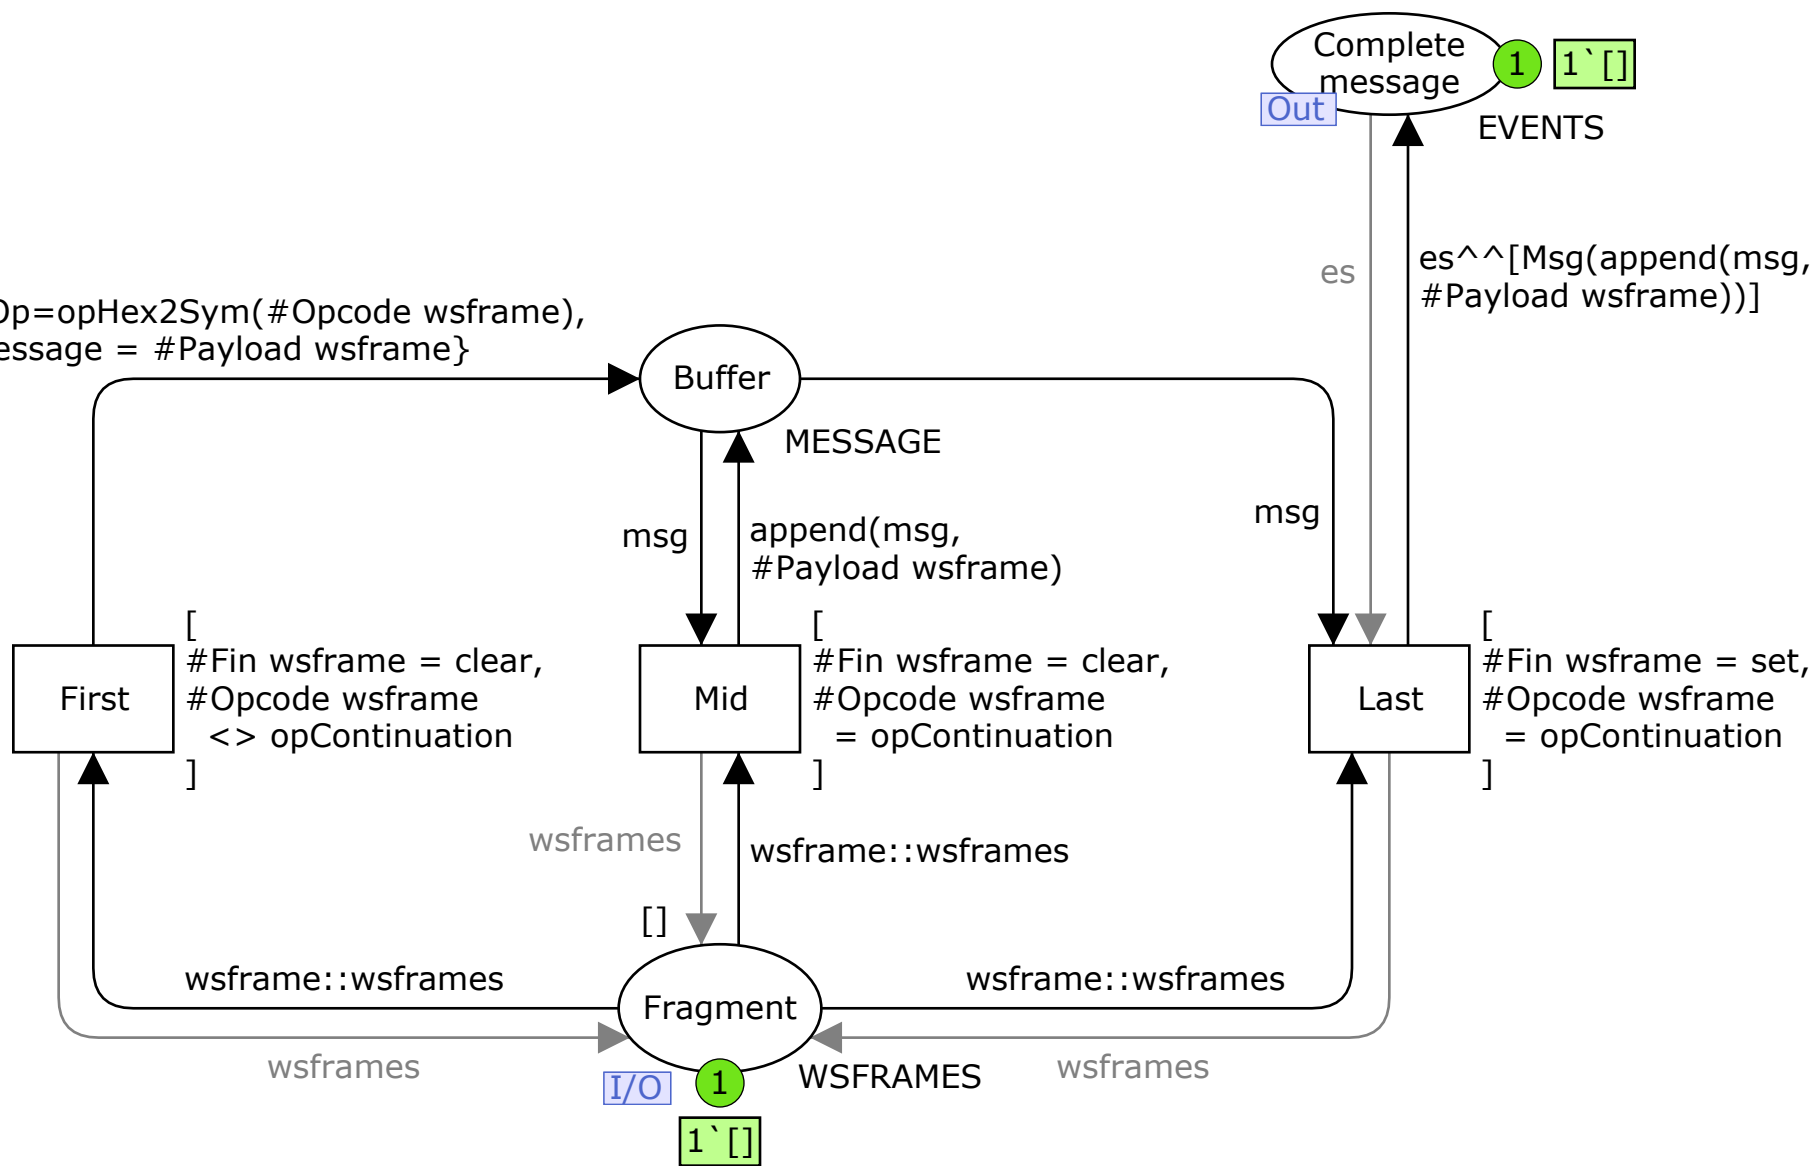 Complete
message
1
1`[]
Out
EVENTS
es
es^^[Msg(append(msg,
#Payload wsframe))]
Op=opHex2Sym(#Opcode wsframe),
essage = #Payload wsframe}
Buffer
MESSAGE
msg
append(msg,
#Payload wsframe)
msg
First
[
#Fin wsframe = clear,
#Opcode wsframe
<> opContinuation
]
Mid
[
#Fin wsframe = clear,
#Opcode wsframe
= opContinuation
]
Last
[
#Fin wsframe = set,
#Opcode wsframe
= opContinuation
]
wsframes
wsframe::wsframes
[]
wsframe::wsframes
wsframe::wsframes
Fragment
wsframes
wsframes
I/O
1
WSFRAMES
1`[]